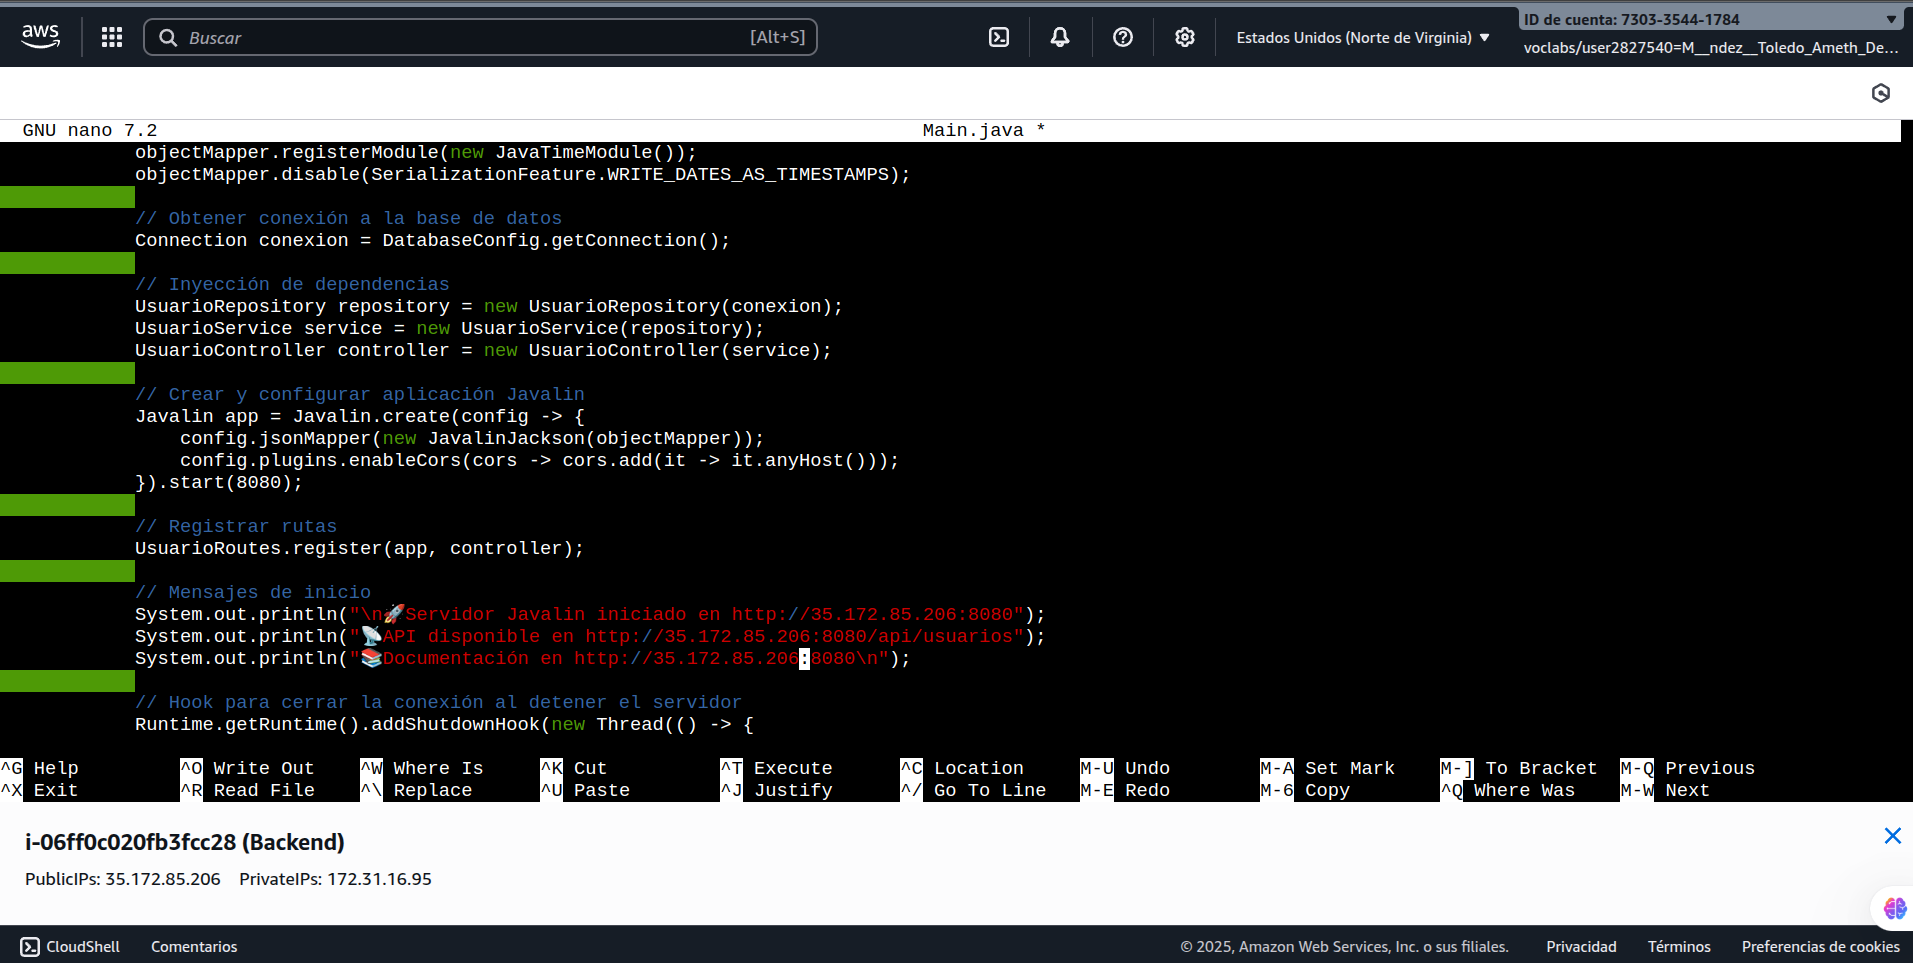 aws
Buscar [Alt+S]
Estados Unidos (Norte de Virginia)
ID de cuenta: 7303-3544-1784
voclabs/user2827540=M__ndez__Toledo_Ameth_De...
GNU nano 7.2 Main.java *
objectMapper.registerModule(new JavaTimeModule());
objectMapper.disable(SerializationFeature.WRITE_DATES_AS_TIMESTAMPS);
// Obtener conexión a la base de datos
Connection conexion = DatabaseConfig.getConnection();
// Inyección de dependencias
UsuarioRepository repository = new UsuarioRepository(conexion);
UsuarioService service = new UsuarioService(repository);
UsuarioController controller = new UsuarioController(service);
// Crear y configurar aplicación Javalin
Javalin app = Javalin.create(config -> {
config.jsonMapper(new JavalinJackson(objectMapper));
config.plugins.enableCors(cors -> cors.add(it -> it.anyHost()));
}).start(8080);
// Registrar rutas
UsuarioRoutes.register(app, controller);
// Mensajes de inicio
System.out.println("\n🚀Servidor Javalin iniciado en http://35.172.85.206:8080");
System.out.println("📡API disponible en http://35.172.85.206:8080/api/usuarios");
System.out.println("📚Documentación en http://35.172.85.206:8080\n");
// Hook para cerrar la conexión al detener el servidor
Runtime.getRuntime().addShutdownHook(new Thread(() -> {
^G Help ^O Write Out ^W Where Is ^K Cut ^T Execute ^C Location M-U Undo M-A Set Mark M-] To Bracket M-Q Previous
^X Exit ^R Read File ^\ Replace ^U Paste ^J Justify ^/ Go To Line M-E Redo M-6 Copy ^Q Where Was M-W Next
i-06ff0c020fb3fcc28 (Backend)
PublicIPs: 35.172.85.206 PrivateIPs: 172.31.16.95
CloudShell Comentarios © 2025, Amazon Web Services, Inc. o sus filiales. Privacidad Términos Preferencias de cookies